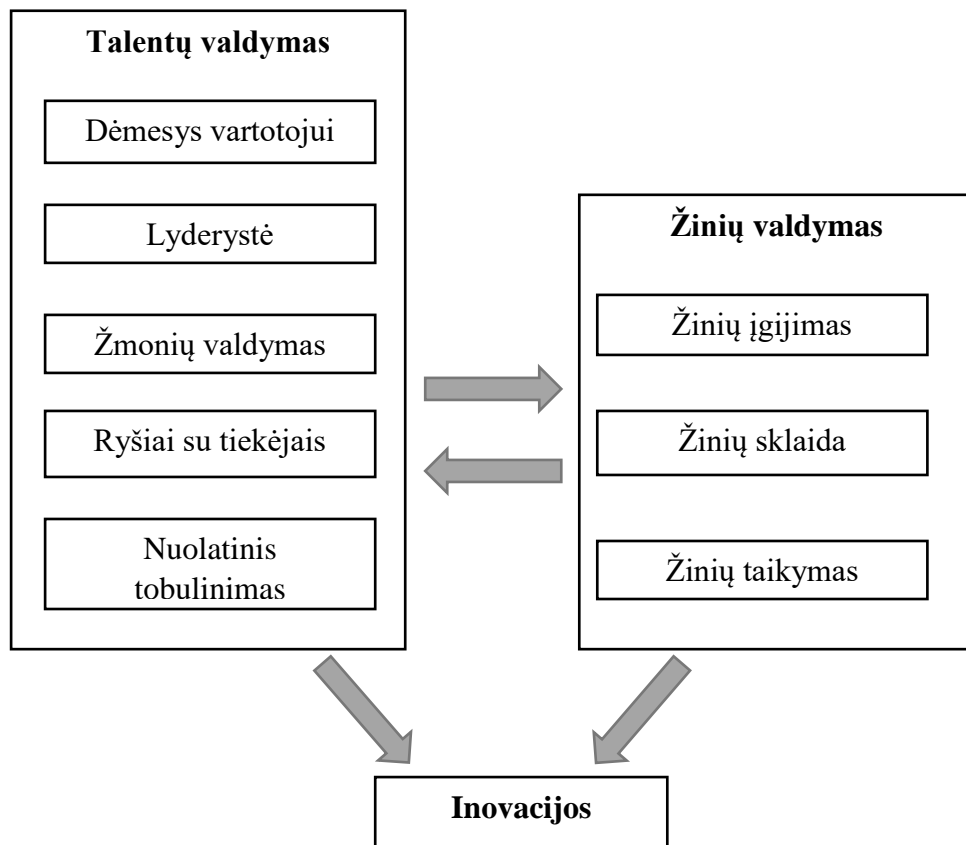 Talentų valdymas
Dėmesys vartotojui
Lyderystė
Žmonių valdymas
Ryšiai su tiekėjais
Nuolatinis
tobulinimas
Žinių valdymas
Žinių įgijimas
Žinių sklaida
Žinių taikymas
Inovacijos